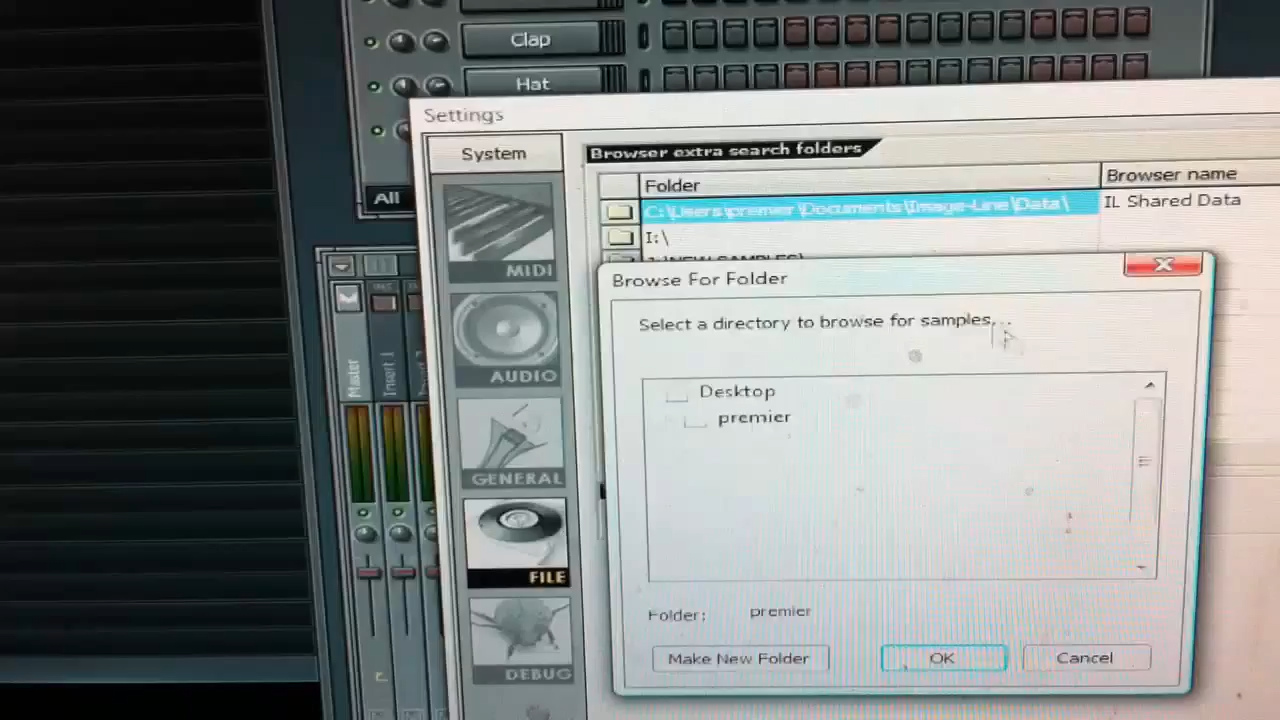 Clap
Hat
Settings
System
Browser extra search folders
Folder
Browser name
All
C:\Users\premier\Documents\Image-Line\Data\
IL Shared Data
I:\
MIDI
Browse For Folder
Select a directory to browse for samples...
AUDIO
Desktop
premier
Master
Insert 1
GENERAL
FILE
Folder:
premier
Make New Folder
OK
Cancel
DEBUG